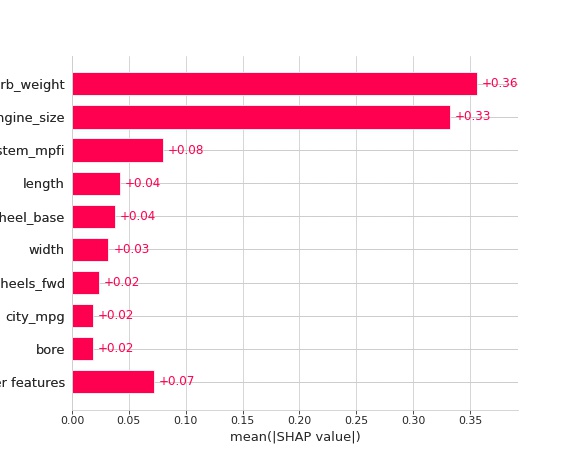 rb_weight +0.36
ngine_size +0.33
stem_mpfi +0.08
length +0.04
heel_base +0.04
width +0.03
heels_fwd +0.02
city_mpg +0.02
bore +0.02
er features +0.07
0.00 0.05 0.10 0.15 0.20 0.25 0.30 0.35
mean(|SHAP value|)